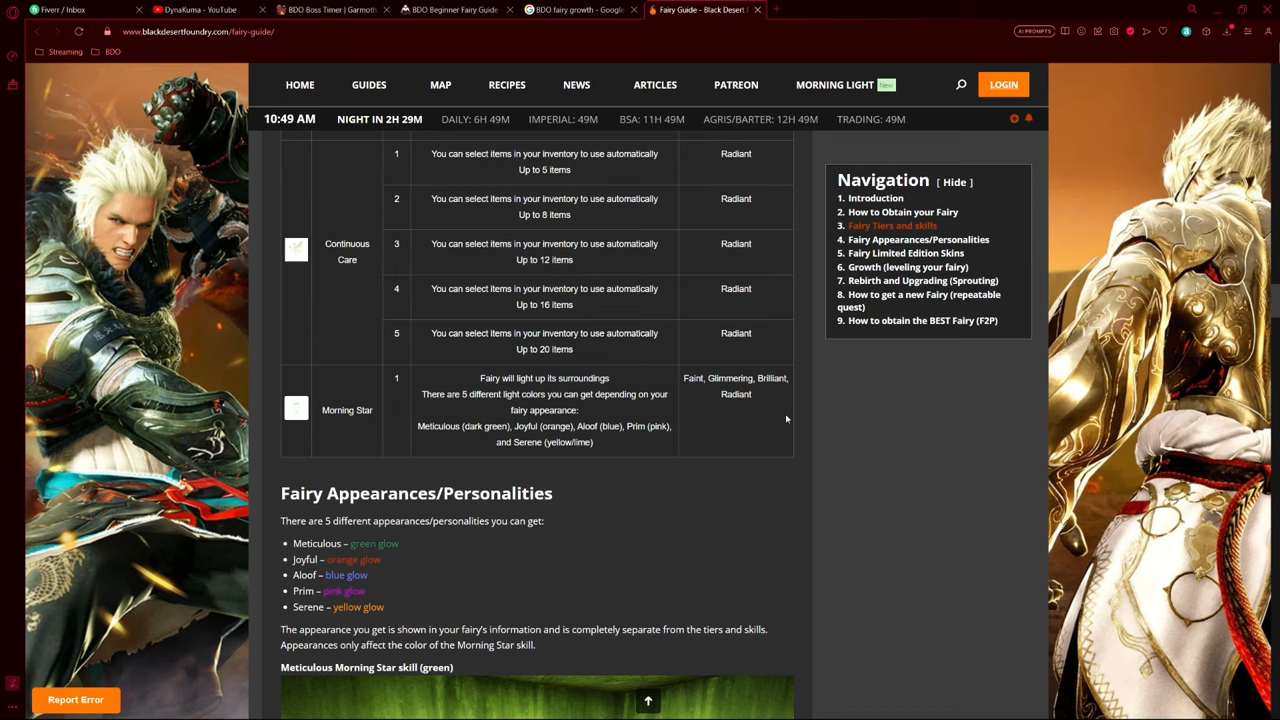 Fiverr / Inbox
DynaKuma - YouTube
BDO Boss Timer | Garmoth
BDO Beginner Fairy Guide
BDO fairy growth - Google
Fairy Guide - Black Desert F
www.blackdesertfoundry.com/fairy-guide/
AI PROMPTS
Streaming
BDO
HOME
GUIDES
MAP
RECIPES
NEWS
ARTICLES
PATREON
MORNING LIGHT New
LOGIN
10:49 AM
NIGHT IN 2H 29M
DAILY: 6H 49M
IMPERIAL: 49M
BSA: 11H 49M
AGRIS/BARTER: 12H 49M
TRADING: 49M
Continuous
Care
1
You can select items in your inventory to use automatically
Up to 5 items
Radiant
2
You can select items in your inventory to use automatically
Up to 8 items
Radiant
3
You can select items in your inventory to use automatically
Up to 12 items
Radiant
4
You can select items in your inventory to use automatically
Up to 16 items
Radiant
5
You can select items in your inventory to use automatically
Up to 20 items
Radiant
Morning Star
1
Fairy will light up its surroundings
There are 5 different light colors you can get depending on your
fairy appearance:
Meticulous (dark green), Joyful (orange), Aloof (blue), Prim (pink),
and Serene (yellow/lime)
Faint, Glimmering, Brilliant,
Radiant
Fairy Appearances/Personalities
There are 5 different appearances/personalities you can get:
• Meticulous – green glow
• Joyful – orange glow
• Aloof – blue glow
• Prim – pink glow
• Serene – yellow glow
The appearance you get is shown in your fairy's information and is completely separate from the tiers and skills.
Appearances only affect the color of the Morning Star skill.
Meticulous Morning Star skill (green)
Navigation [ Hide ]
1. Introduction
2. How to Obtain your Fairy
3. Fairy Tiers and skills
4. Fairy Appearances/Personalities
5. Fairy Limited Edition Skins
6. Growth (leveling your fairy)
7. Rebirth and Upgrading (Sprouting)
8. How to get a new Fairy (repeatable
quest)
9. How to obtain the BEST Fairy (F2P)
Report Error